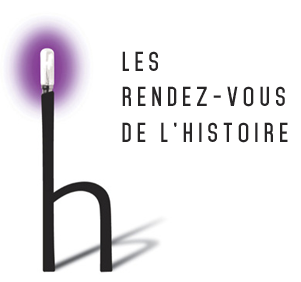 LES
RENDEZ-VOUS
DE L'HISTOIRE
h